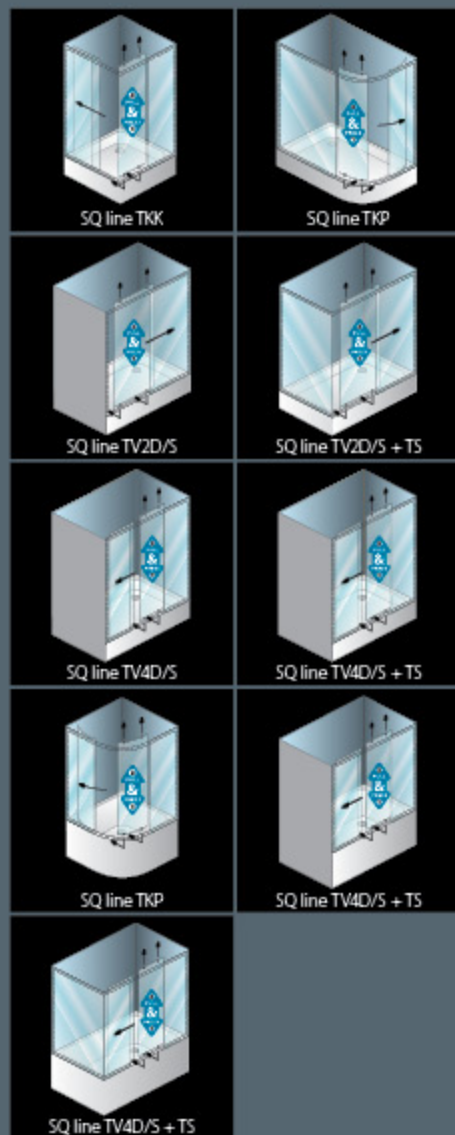 &
&
SQ line TKK
SQ line TKP
&
&
SQ line TV2D/S
SQ line TV2D/S + TS
&
&
SQ line TV4D/S
SQ line TV4D/S + TS
&
&
SQ line TKP
SQ line TV4D/S + TS
&
SQ line TV4D/S + TS